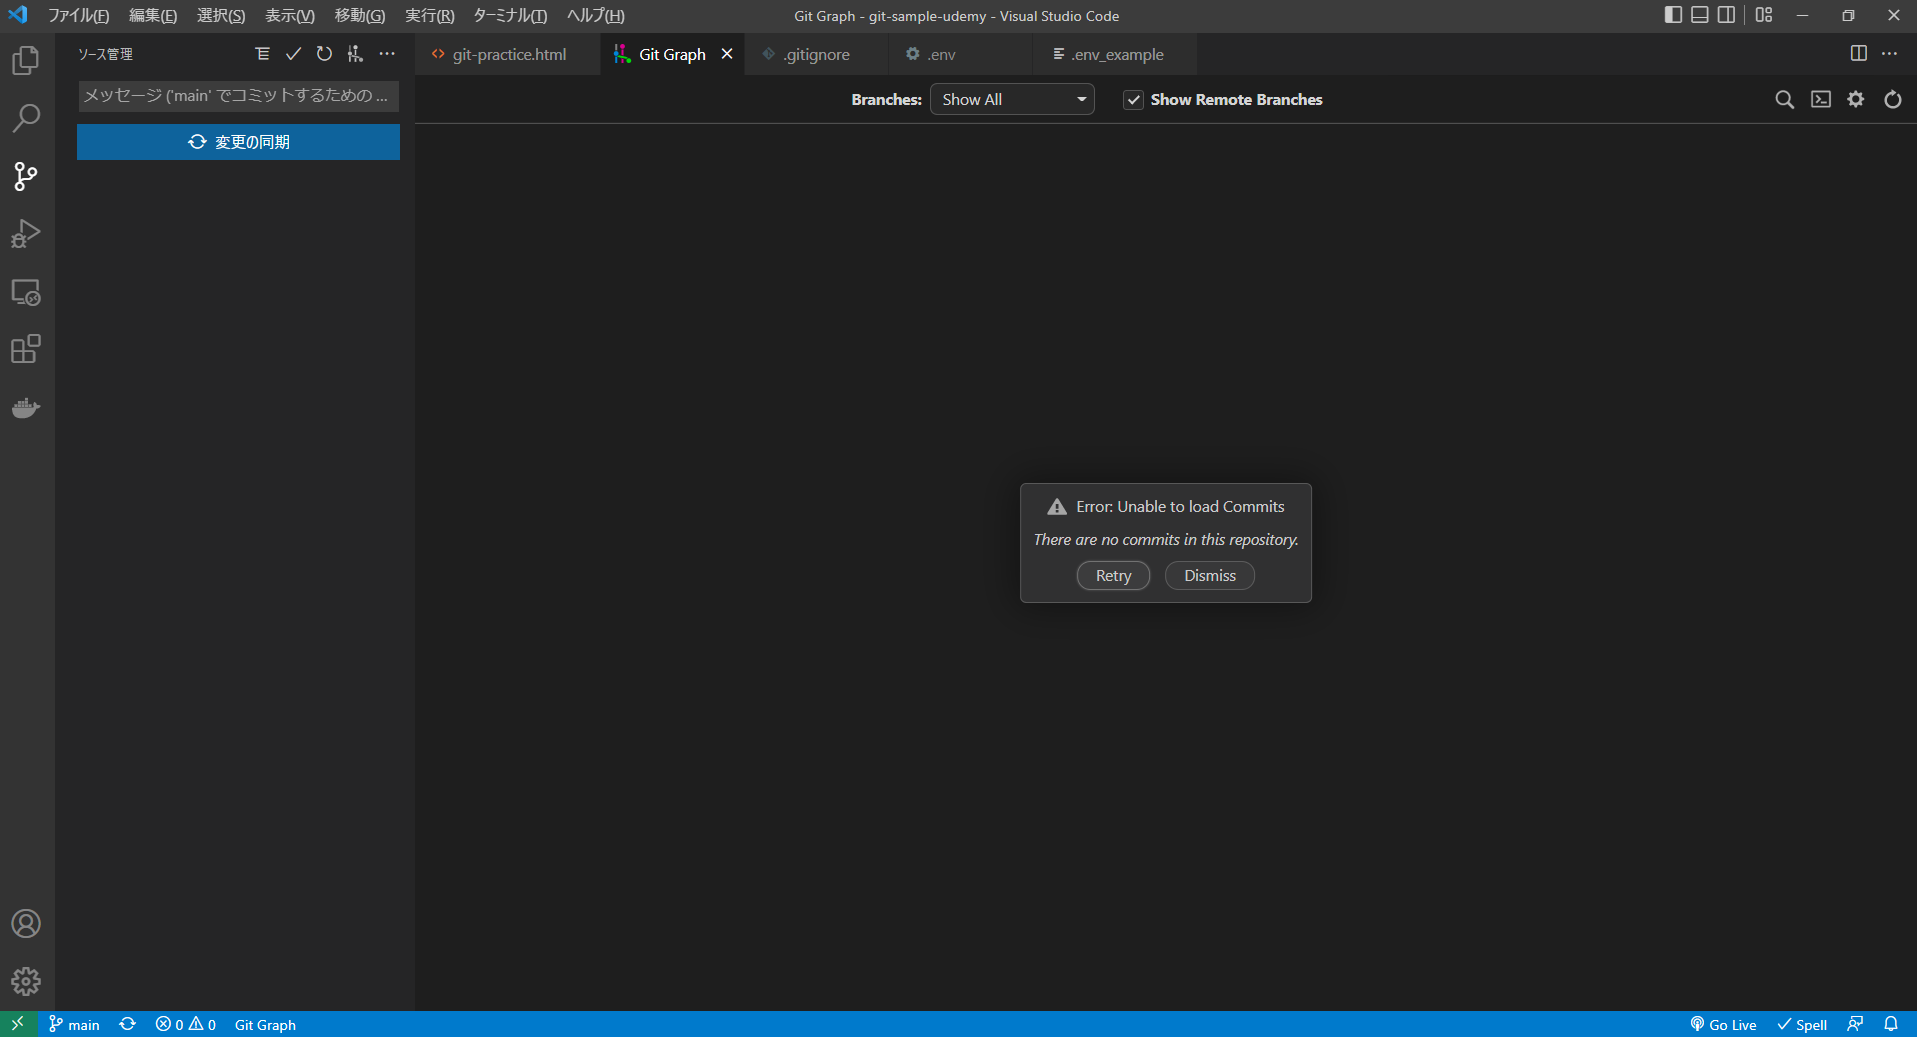 ファイル(F) 編集(E) 選択(S) 表示(V) 移動(G) 実行(R) ターミナル(T) ヘルプ(H)
Git Graph - git-sample-udemy - Visual Studio Code
ソース管理
git-practice.html
Git Graph
.gitignore
.env
.env_example
メッセージ ('main' でコミットするための ...
変更の同期
Branches: Show All
Show Remote Branches
Error: Unable to load Commits
There are no commits in this repository.
Retry Dismiss
main 0 0 Git Graph
Go Live Spell